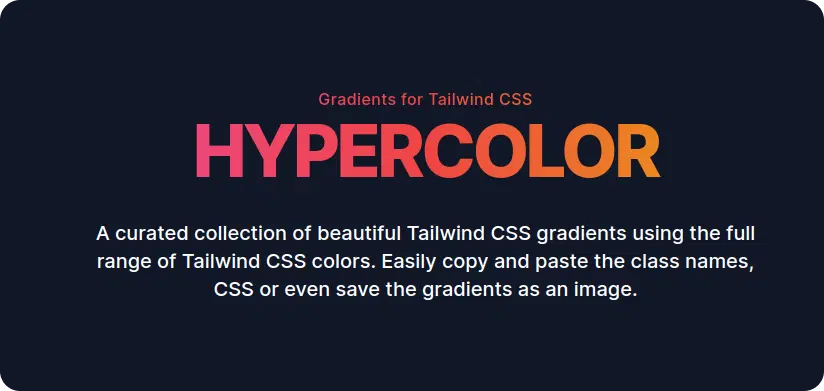 Gradients for Tailwind CSS
HYPERCOLOR
A curated collection of beautiful Tailwind CSS gradients using the full
range of Tailwind CSS colors. Easily copy and paste the class names,
CSS or even save the gradients as an image.